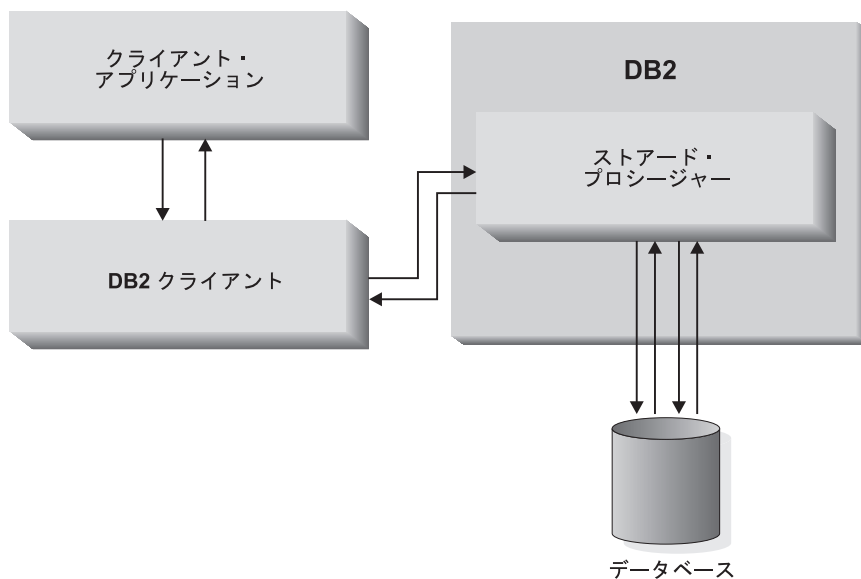 クライアント・
アプリケーション
DB2 クライアント
DB2
ストアード・
プロシージャー
データベース